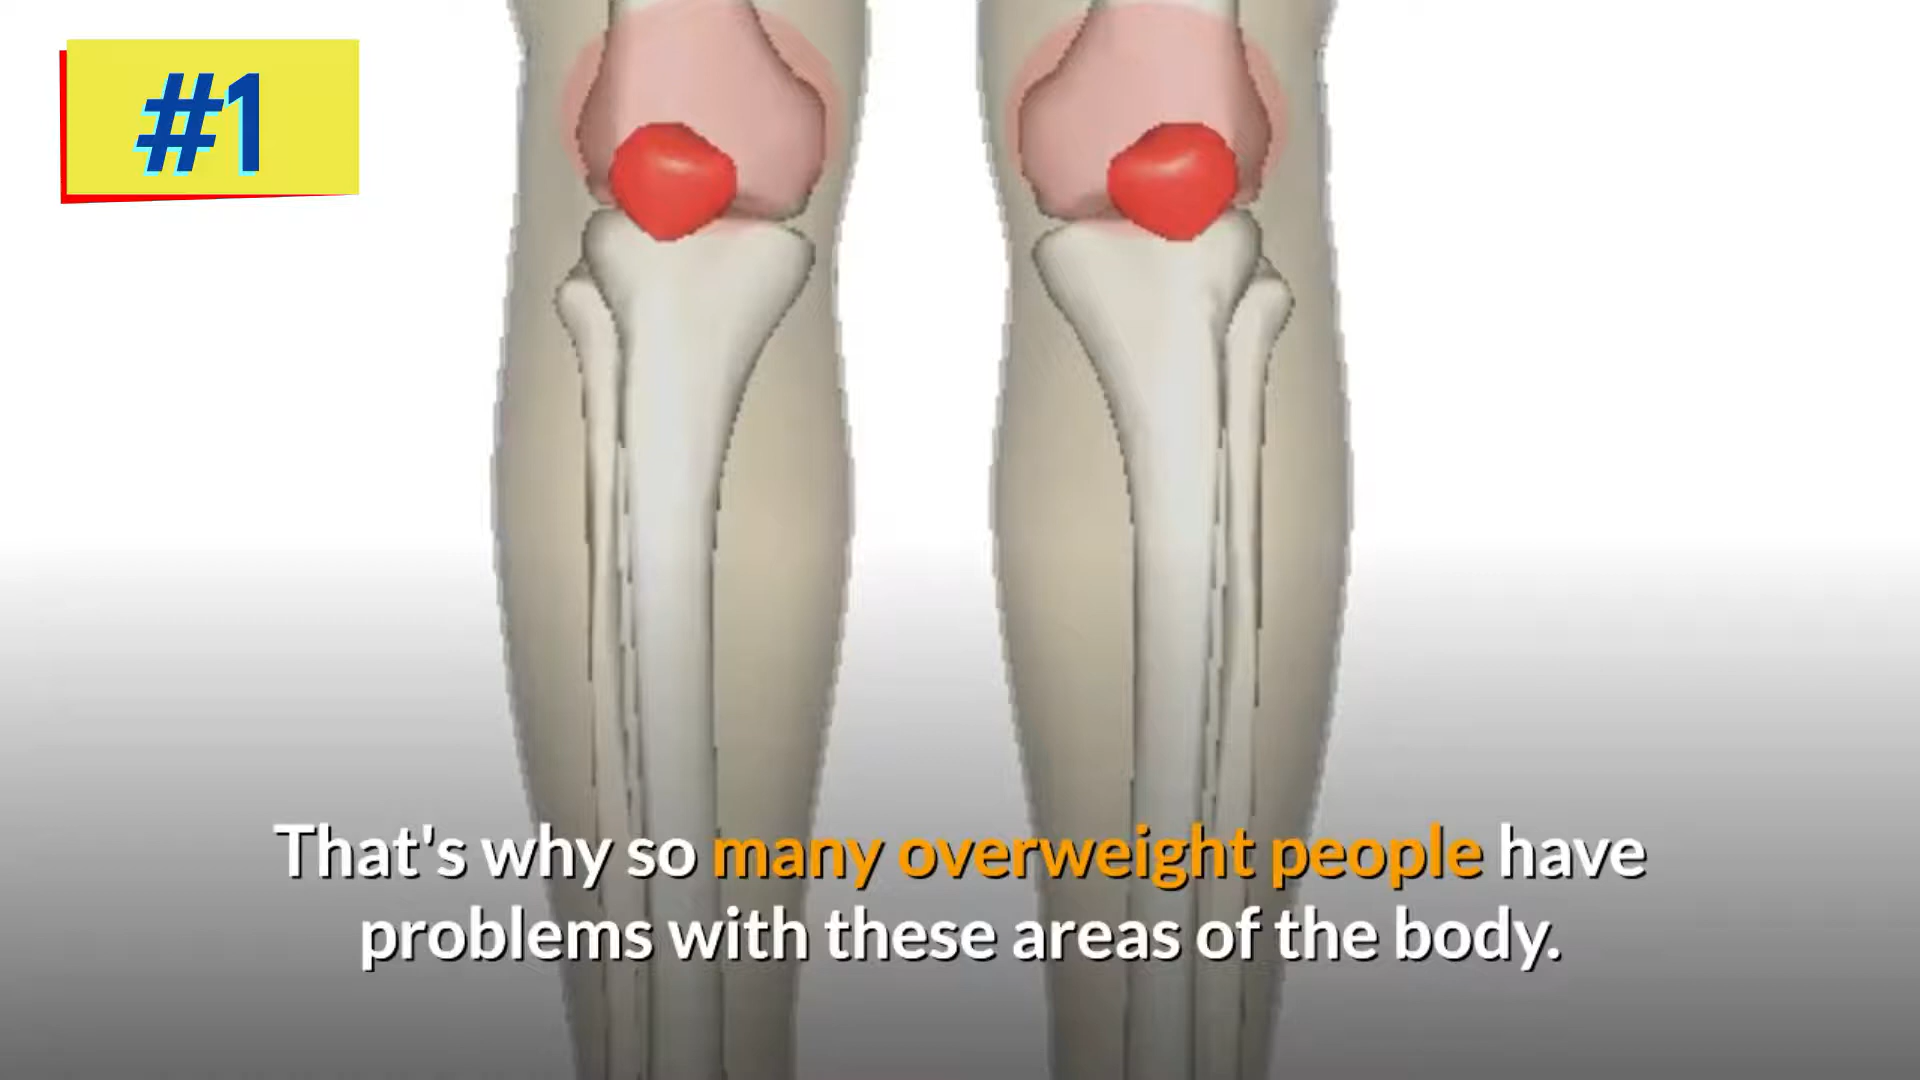 #1
That's why so many overweight people have
problems with these areas of the body.